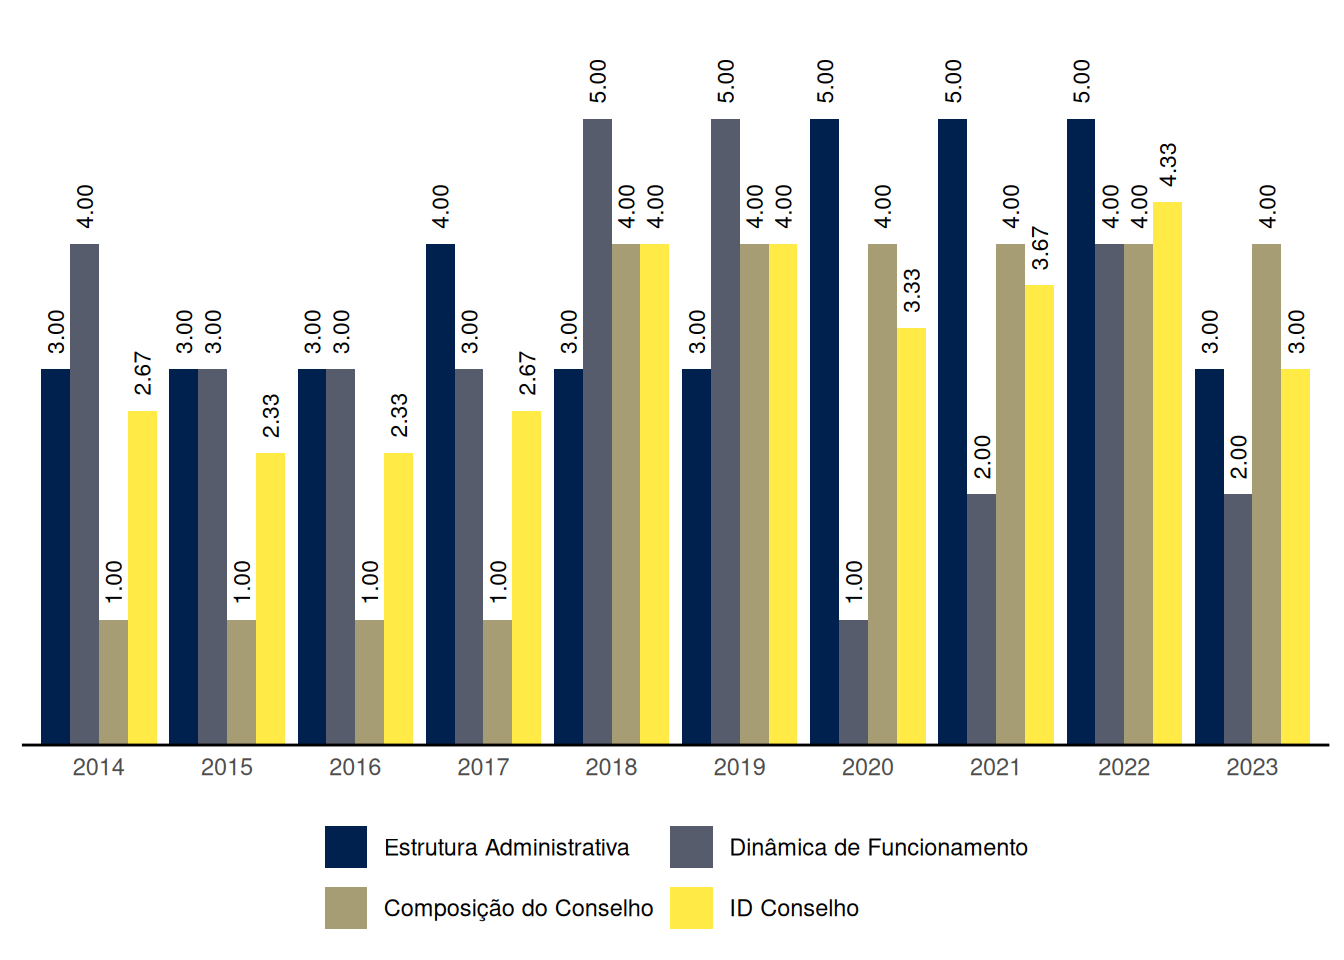 3.00 4.00 1.00 2.67 3.00 3.00 1.00 2.33 3.00 3.00 1.00 2.33 4.00 3.00 1.00 2.67 3.00 5.00 4.00 4.00 3.00 5.00 4.00 4.00 5.00 1.00 4.00 3.33 5.00 2.00 4.00 3.67 5.00 4.00 4.00 4.33 3.00 2.00 4.00 3.00
2014 2015 2016 2017 2018 2019 2020 2021 2022 2023
Estrutura Administrativa Dinâmica de Funcionamento
Composição do Conselho ID Conselho